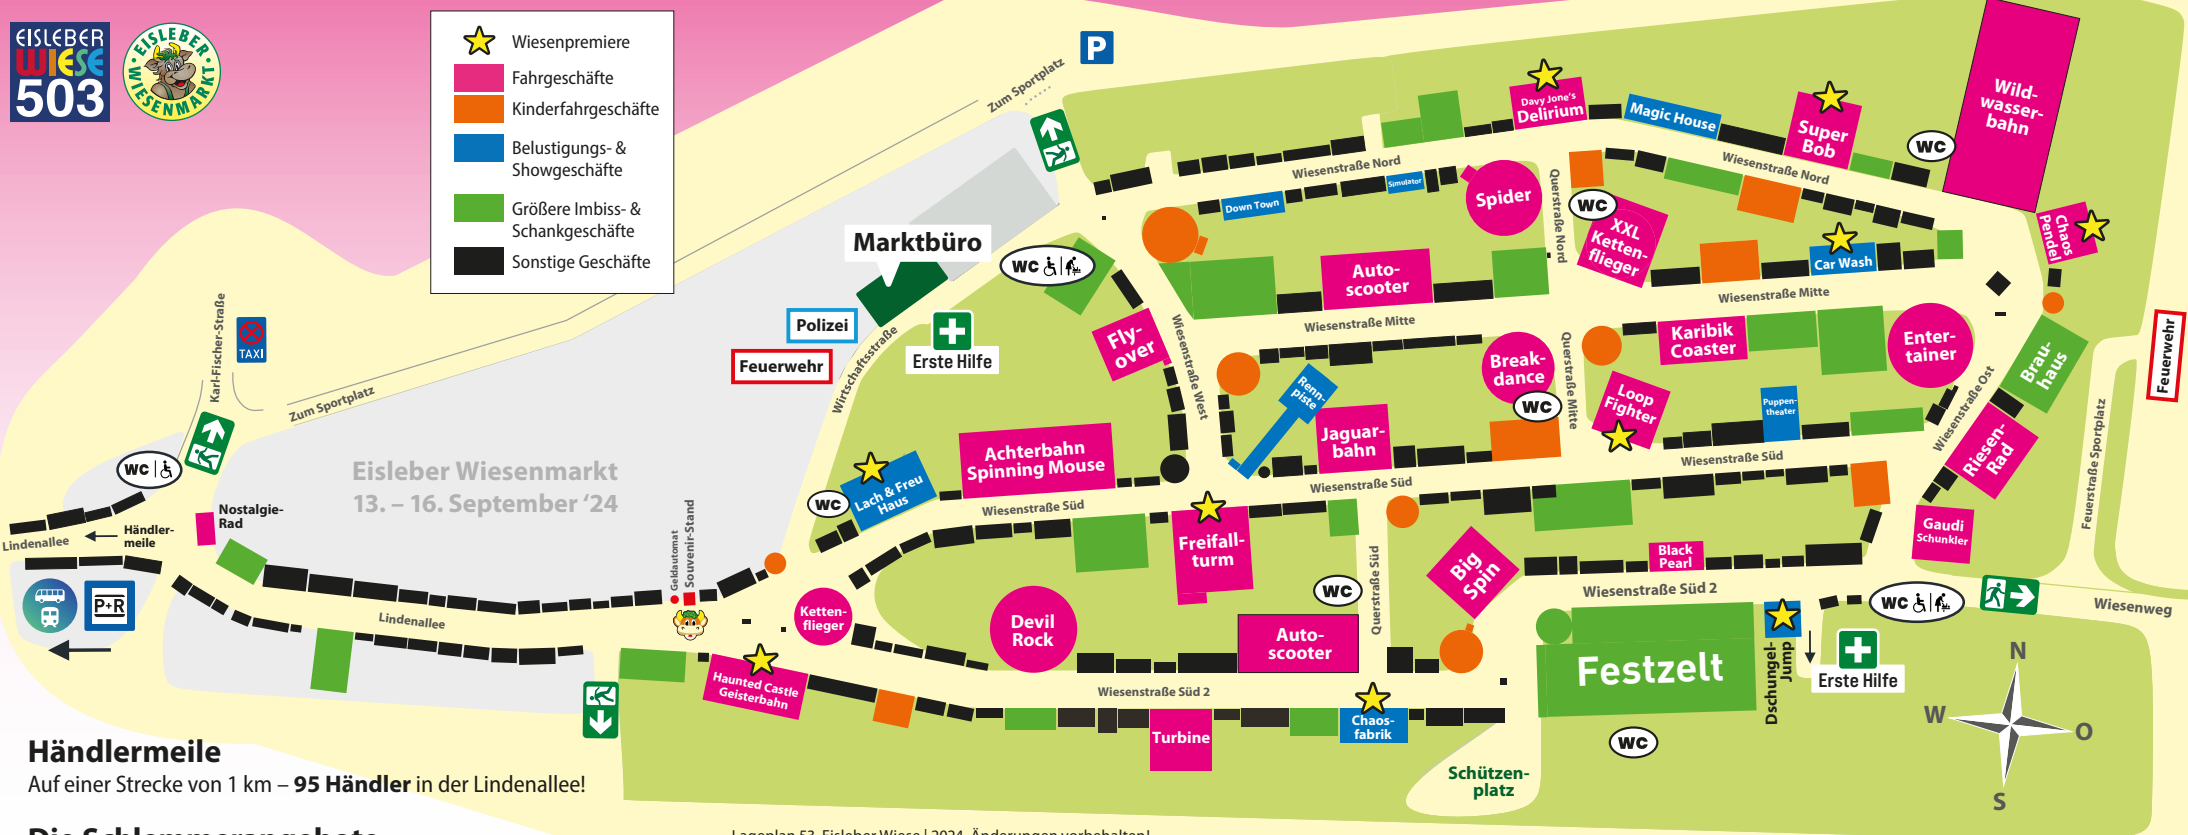 EISLEBER
WIESE
503
EISLEBER
WIESENMARKT
Wiesenpremiere
Fahrgeschäfte
Kinderfahrgeschäfte
Belustigungs- &
Showgeschäfte
Größere Imbiss- &
Schankgeschäfte
Sonstige Geschäfte
P
Zum Sportplatz
Davy Jone's
Delirium
Magic House
Super
Bob
WC
Wild-
wasser-
bahn
Wiesenstraße Nord
Wiesenstraße Nord
Down Town
Simulator
Spider
Querstraße Nord
WC
XXL
Ketten-
flieger
Car Wash
Chaos
Pendel
Marktbüro
WC
Auto-
scooter
Wiesenstraße Mitte
Wiesenstraße Mitte
Polizei
Feuerwehr
Wirtschaftsstraße
Erste Hilfe
Fly-
over
Wiesenstraße West
Renn-
piste
Break-
dance
WC
Querstraße Mitte
Karibik
Coaster
Loop
Fighter
Puppen-
theater
Enter-
tainer
Brau-
haus
Feuerwehr
Wiesenstraße Ost
Riesen-
Rad
Feuerstraße Sportplatz
Karl-Fischer-Straße
TAXI
Zum Sportplatz
WC
Eisleber Wiesenmarkt
13. – 16. September ‘24
Achterbahn
Spinning Mouse
Jaguar-
bahn
Lach & Freu
Haus
WC
Wiesenstraße Süd
Wiesenstraße Süd
Wiesenstraße Süd
Nostalgie-
Rad
Händler-
meile
Lindenallee
P+R
Geldautomat
Souvenir-Stand
Lindenallee
Freifall-
turm
Querstraße Süd
WC
Big
Spin
Black
Pearl
Gaudi
Schunkler
Wiesenstraße Süd 2
WC
Wiesenweg
Ketten-
flieger
Devil
Rock
Auto-
scooter
Haunted Castle
Geisterbahn
Wiesenstraße Süd 2
Turbine
Chaos-
fabrik
Festzelt
Dschungel-
Jump
Erste Hilfe
WC
Schützen-
platz
N
W
O
S
Händlermeile
Auf einer Strecke von 1 km – 95 Händler in der Lindenallee!
Die Schlemmerangebote
Lageplan 53. Eisleber Wiese | 2024. Änderungen vorbehalten!